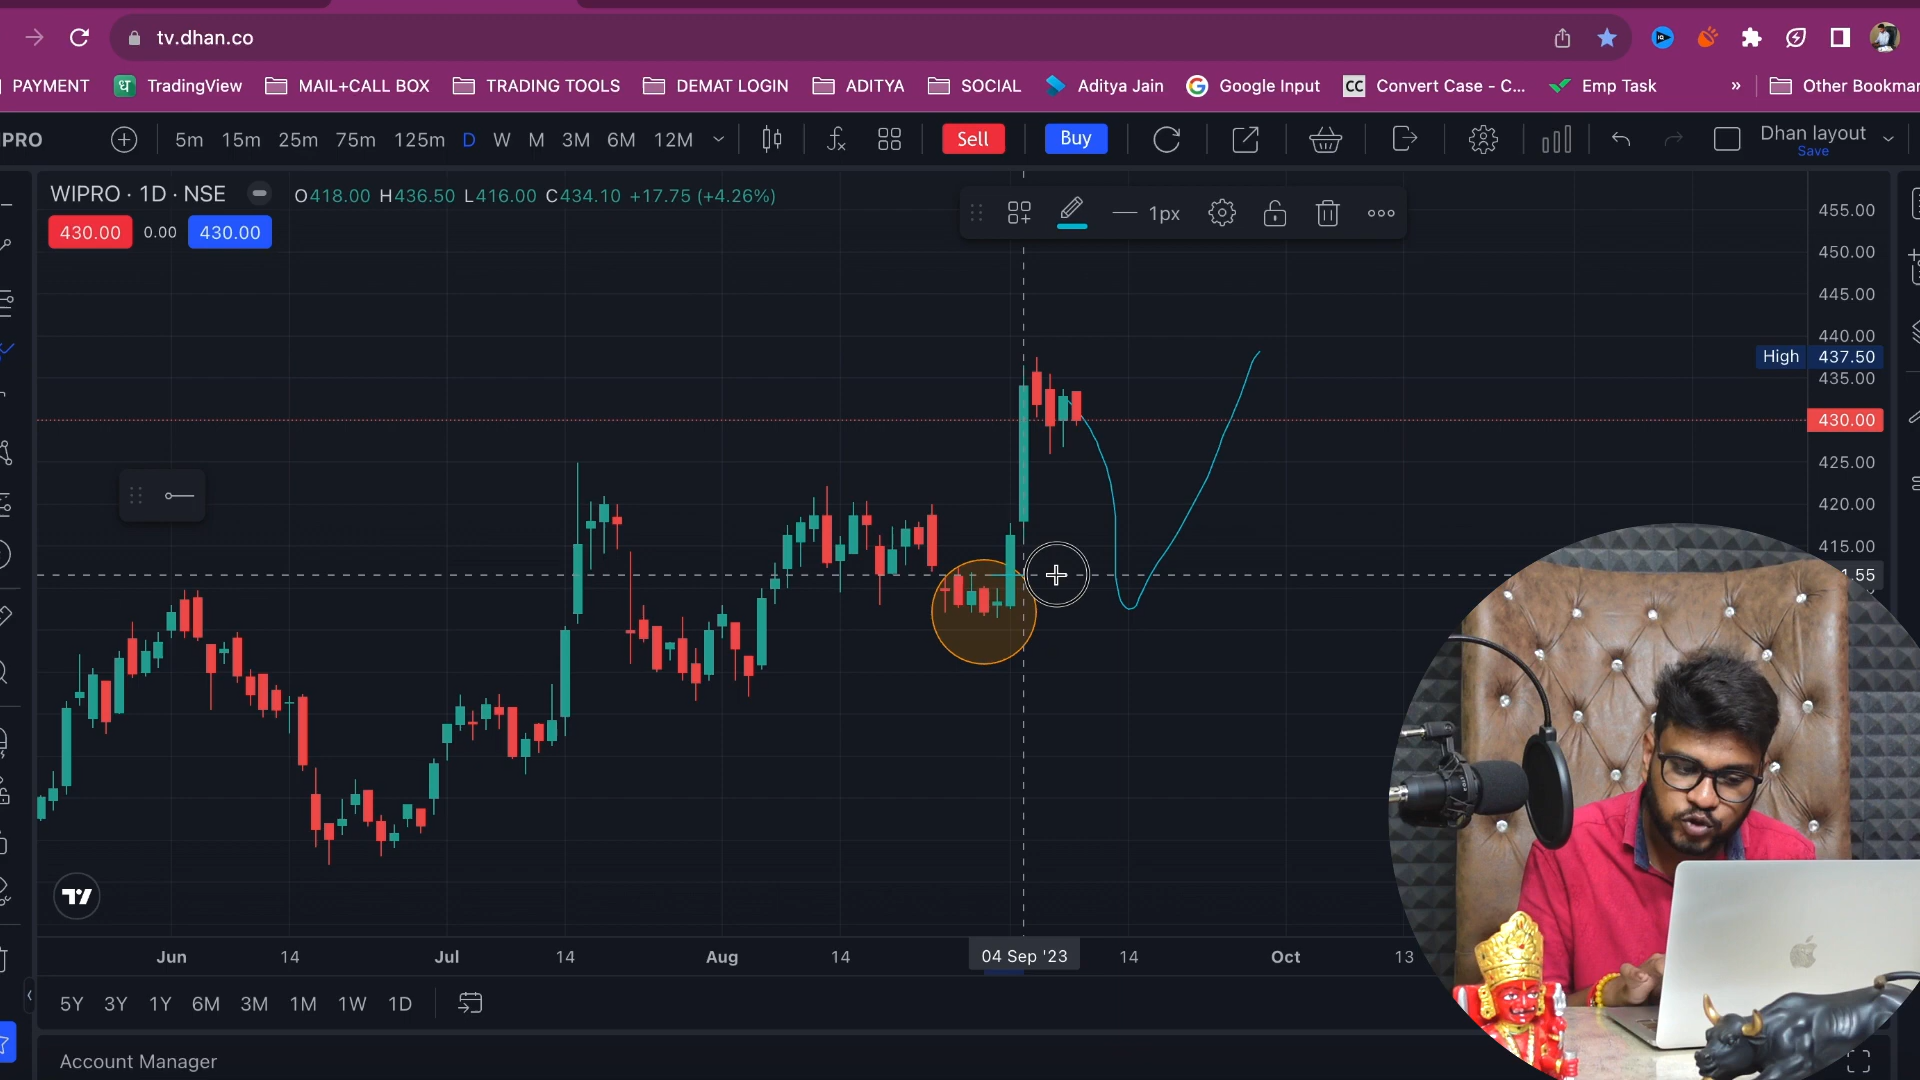 tv.dhan.co
PAYMENT TradingView MAIL+CALL BOX TRADING TOOLS DEMAT LOGIN ADITYA SOCIAL Aditya Jain Google Input CC Convert Case - C... Emp Task » Other Bookmar
IPRO 5m 15m 25m 75m 125m D W M 3M 6M 12M Sell Buy Dhan layout
Save
WIPRO · 1D · NSE O418.00 H436.50 L416.00 C434.10 +17.75 (+4.26%)
430.00 0.00 430.00
1px
455.00
450.00
445.00
440.00
High 437.50
435.00
430.00
425.00
420.00
415.00
1.55
Jun 14 Jul 14 Aug 14 04 Sep '23 14 Oct 13
5Y 3Y 1Y 6M 3M 1M 1W 1D
Account Manager